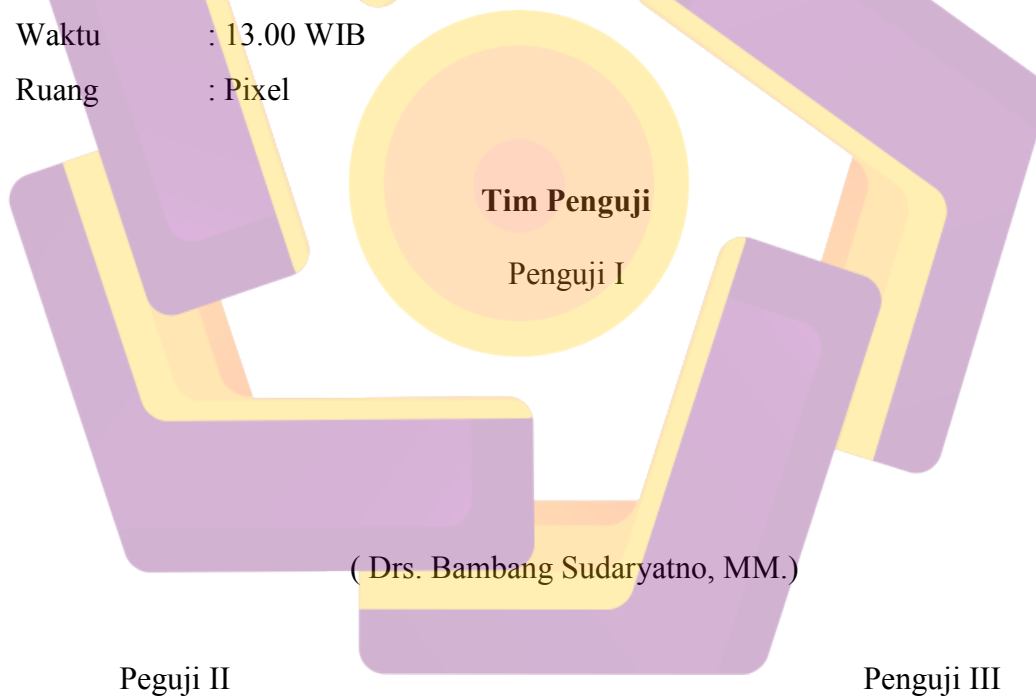 Waktu : 13.00 WIB
Ruang : Pixel
Tim Penguji
Penguji I
( Drs. Bambang Sudaryatno, MM.)
Peguji II Penguji III